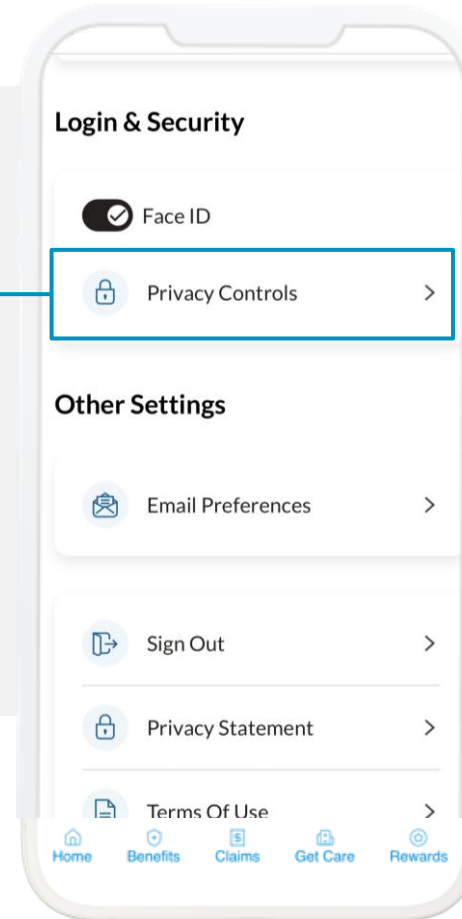 Login & Security
Face ID
Privacy Controls
Other Settings
Email Preferences
Sign Out
Privacy Statement
Terms Of Use
Home Benefits Claims Get Care Rewards